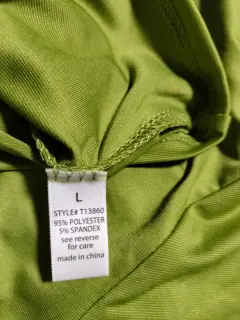 L
STYLE# T13860
95% POLYESTER
5% SPANDEX
see reverse
for care
made in china